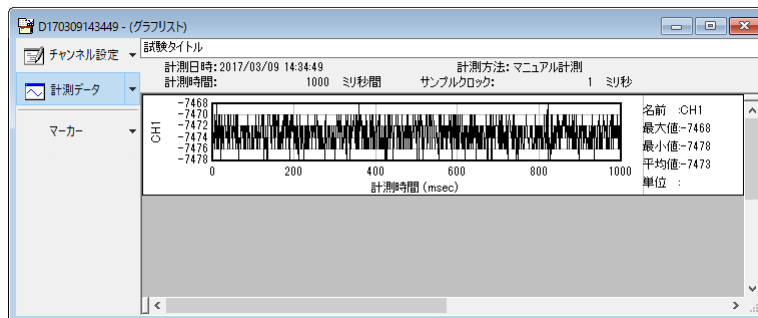 D170309143449 - (グラフリスト)
チャンネル設定
試験タイトル
計測日時:2017/03/09 14:34:49 計測方法:マニュアル計測
計測時間: 1000 ミリ秒間 サンプルクロック: 1 ミリ秒
計測データ
マーカー
CH1
-7468
-7470
-7472
-7474
-7476
-7478
0 200 400 600 800 1000
計測時間 (msec)
名前 :CH1
最大値:-7468
最小値:-7478
平均値:-7473
単位 :